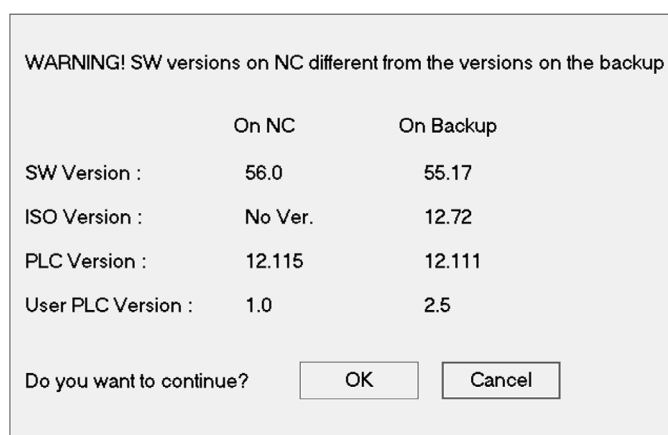 WARNING! SW versions on NC different from the versions on the backup
On NC On Backup
SW Version : 56.0 55.17
ISO Version : No Ver. 12.72
PLC Version : 12.115 12.111
User PLC Version : 1.0 2.5
Do you want to continue? OK Cancel